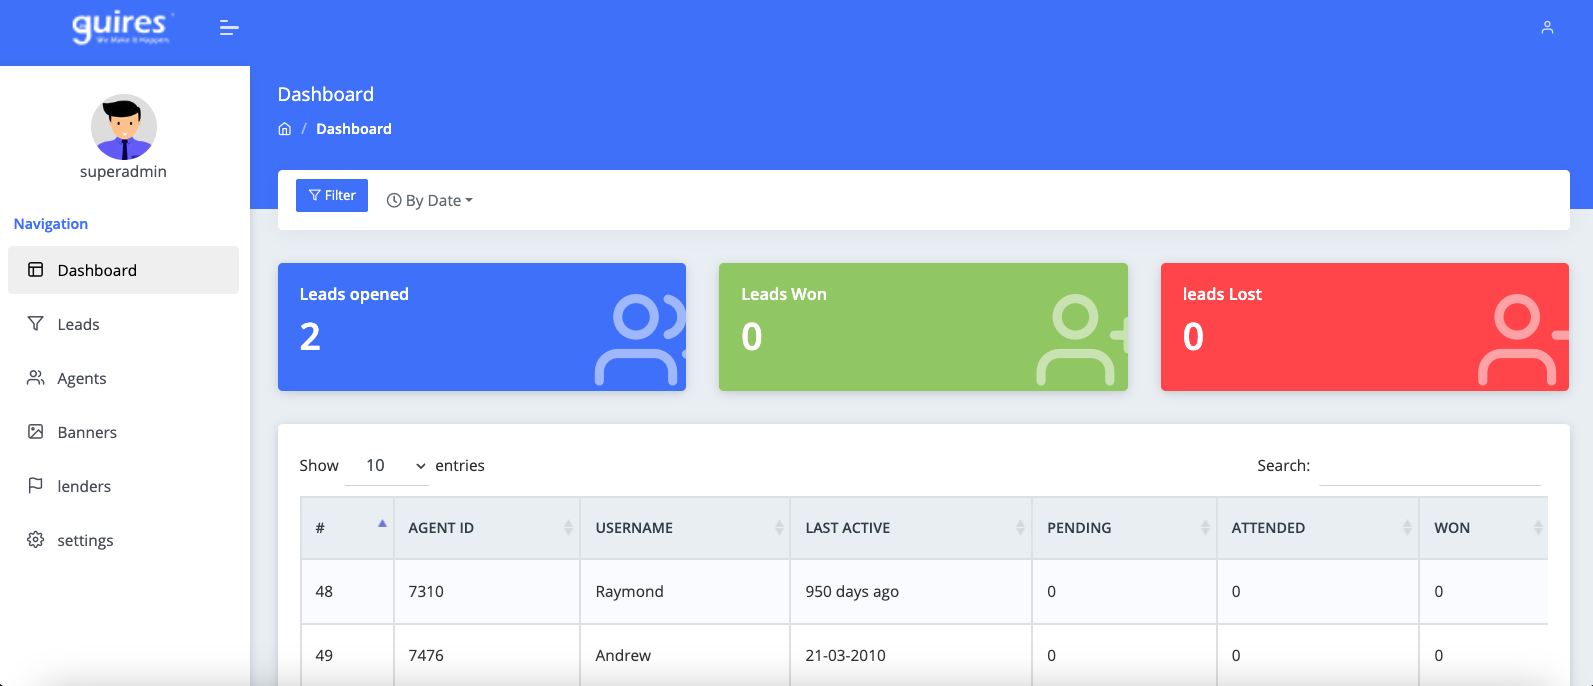 guires
We Make It Happen
superadmin
Navigation
Dashboard
Leads
Agents
Banners
lenders
settings
Dashboard
/ Dashboard
Filter
By Date
Leads opened
2
Leads Won
0
leads Lost
0
Show 10 entries
Search:
# AGENT ID USERNAME LAST ACTIVE PENDING ATTENDED WON
48 7310 Raymond 950 days ago 0 0 0
49 7476 Andrew 21-03-2010 0 0 0